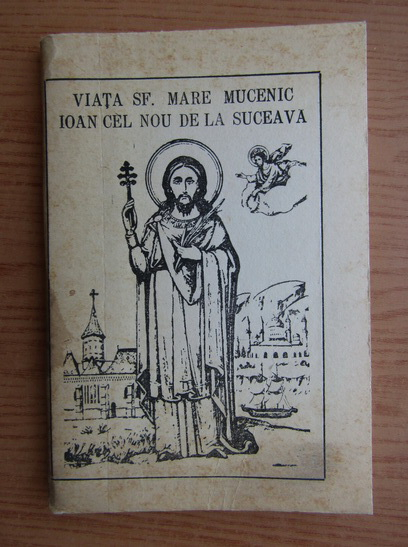 VIAȚA SF. MARE MUCENIC
IOAN CEL NOU DE LA SUCEAVA